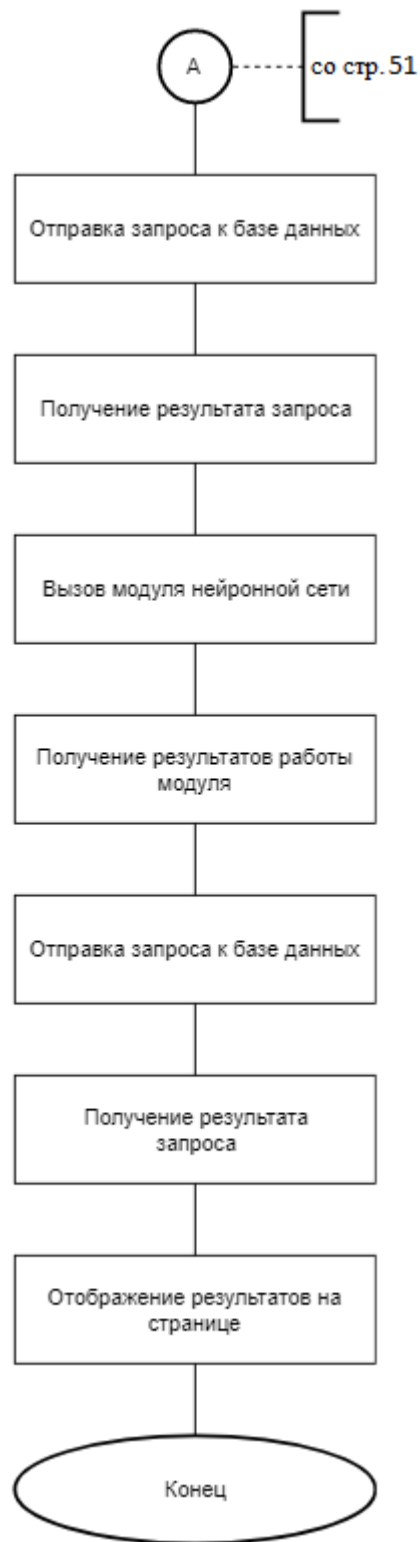 А
со стр. 51
Отправка запроса к базе данных
Получение результата запроса
Вызов модуля нейронной сети
Получение результатов работы
модуля
Отправка запроса к базе данных
Получение результата
запроса
Отображение результатов на
странице
Конец